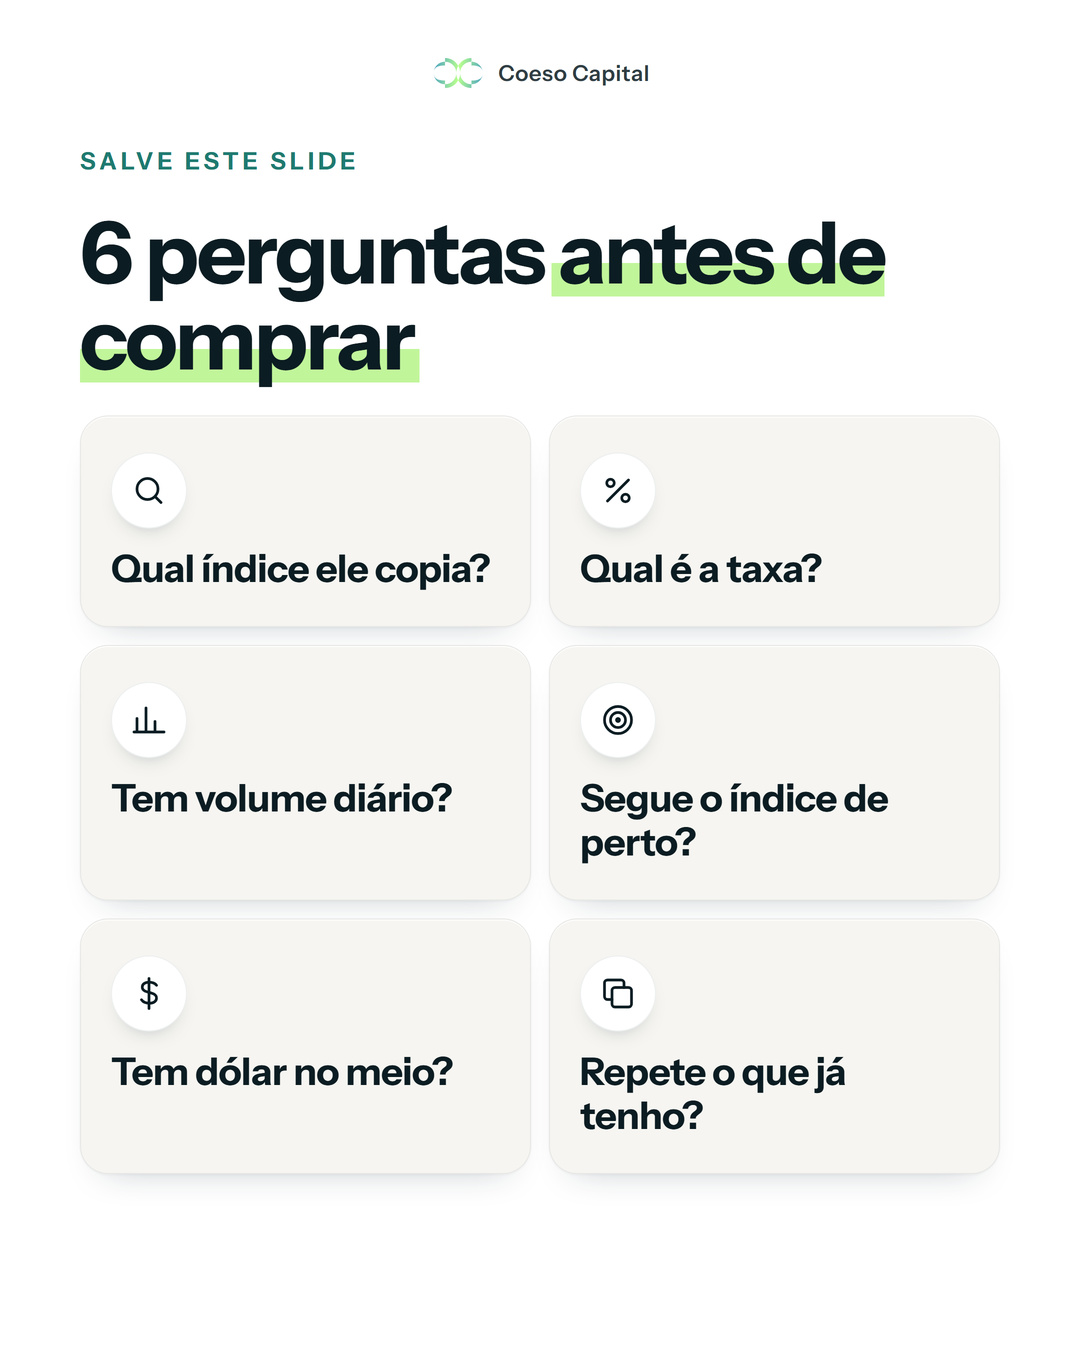 Coeso Capital
SALVE ESTE SLIDE
6 perguntas antes de
comprar
Qual índice ele copia?
Qual é a taxa?
Tem volume diário?
Segue o índice de
perto?
Tem dólar no meio?
Repete o que já
tenho?